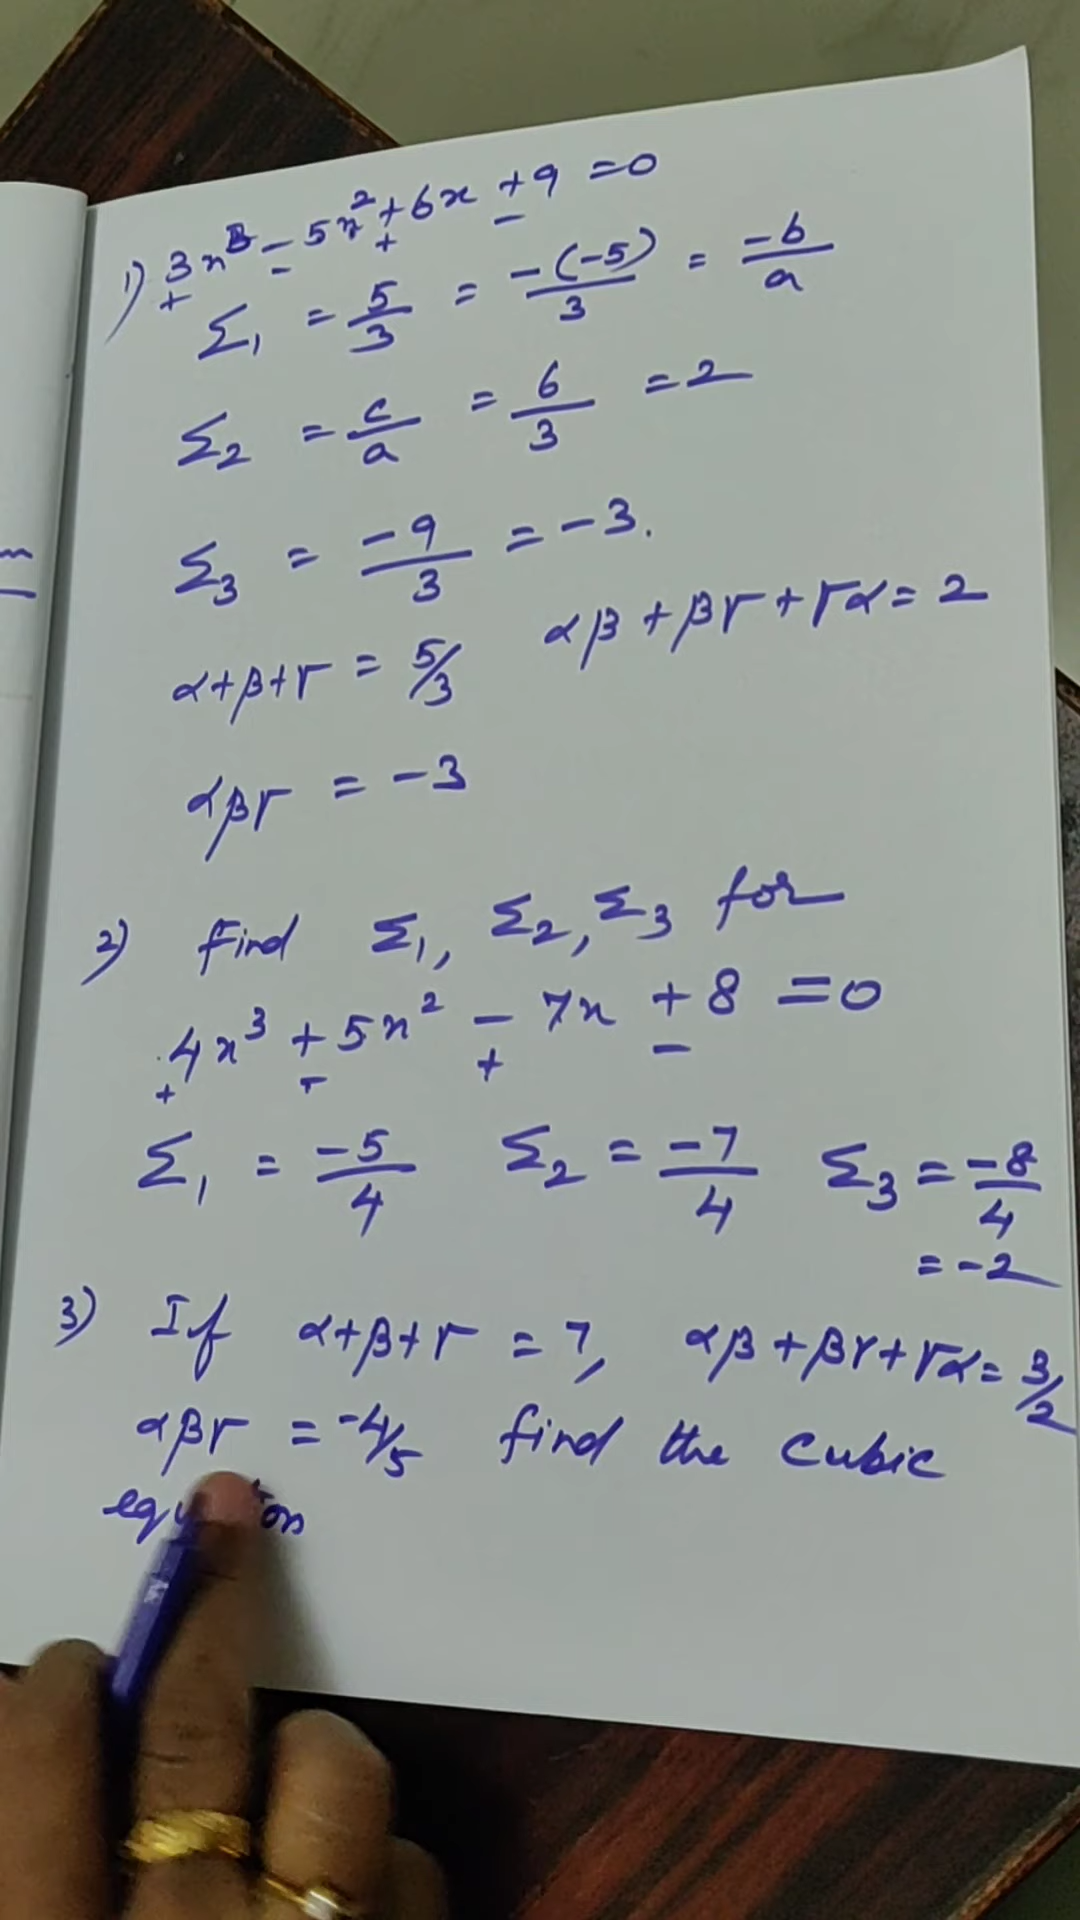 1) 3x³ - 5x² + 6x + 9 = 0
+ - + -
Σ₁ = 5/3 = -(-5)/3 = -b/a
Σ₂ = c/a = 6/3 = 2
Σ₃ = -9/3 = -3.
α+β+γ = 5/3 αβ + βγ + γα = 2
αβγ = -3
2) Find Σ₁, Σ₂, Σ₃ for
4x³ + 5x² - 7x + 8 = 0
+ - + -
Σ₁ = -5/4 Σ₂ = -7/4 Σ₃ = -8/4
= -2
3) If α+β+γ = 7, αβ + βγ + γα = 3/2
αβγ = -4/5 find the cubic